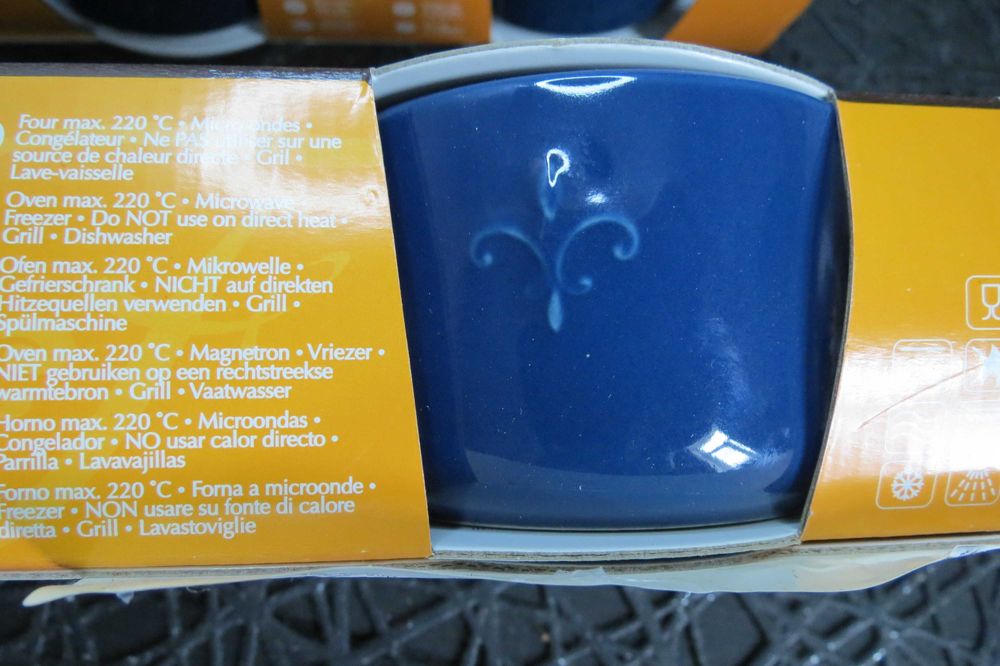 Four max. 220 °C • Micro-ondes •
Congélateur • Ne PAS utiliser sur une
source de chaleur directe • Gril •
Lave-vaisselle
Oven max. 220 °C • Microwave
Freezer • Do NOT use on direct heat •
Grill • Dishwasher
Ofen max. 220 °C • Mikrowelle •
Gefrierschrank • NICHT auf direkten
Hitzequellen verwenden • Grill •
Spülmaschine
Oven max. 220 °C • Magnetron • Vriezer •
NIET gebruiken op een rechtstreekse
warmtebron • Grill • Vaatwasser
Horno max. 220 °C • Microondas •
Congelador • NO usar calor directo •
Parrilla • Lavavajillas
Forno max. 220 °C • Forna a microonde •
Freezer • NON usare su fonte di calore
diretta • Grill • Lavastoviglie